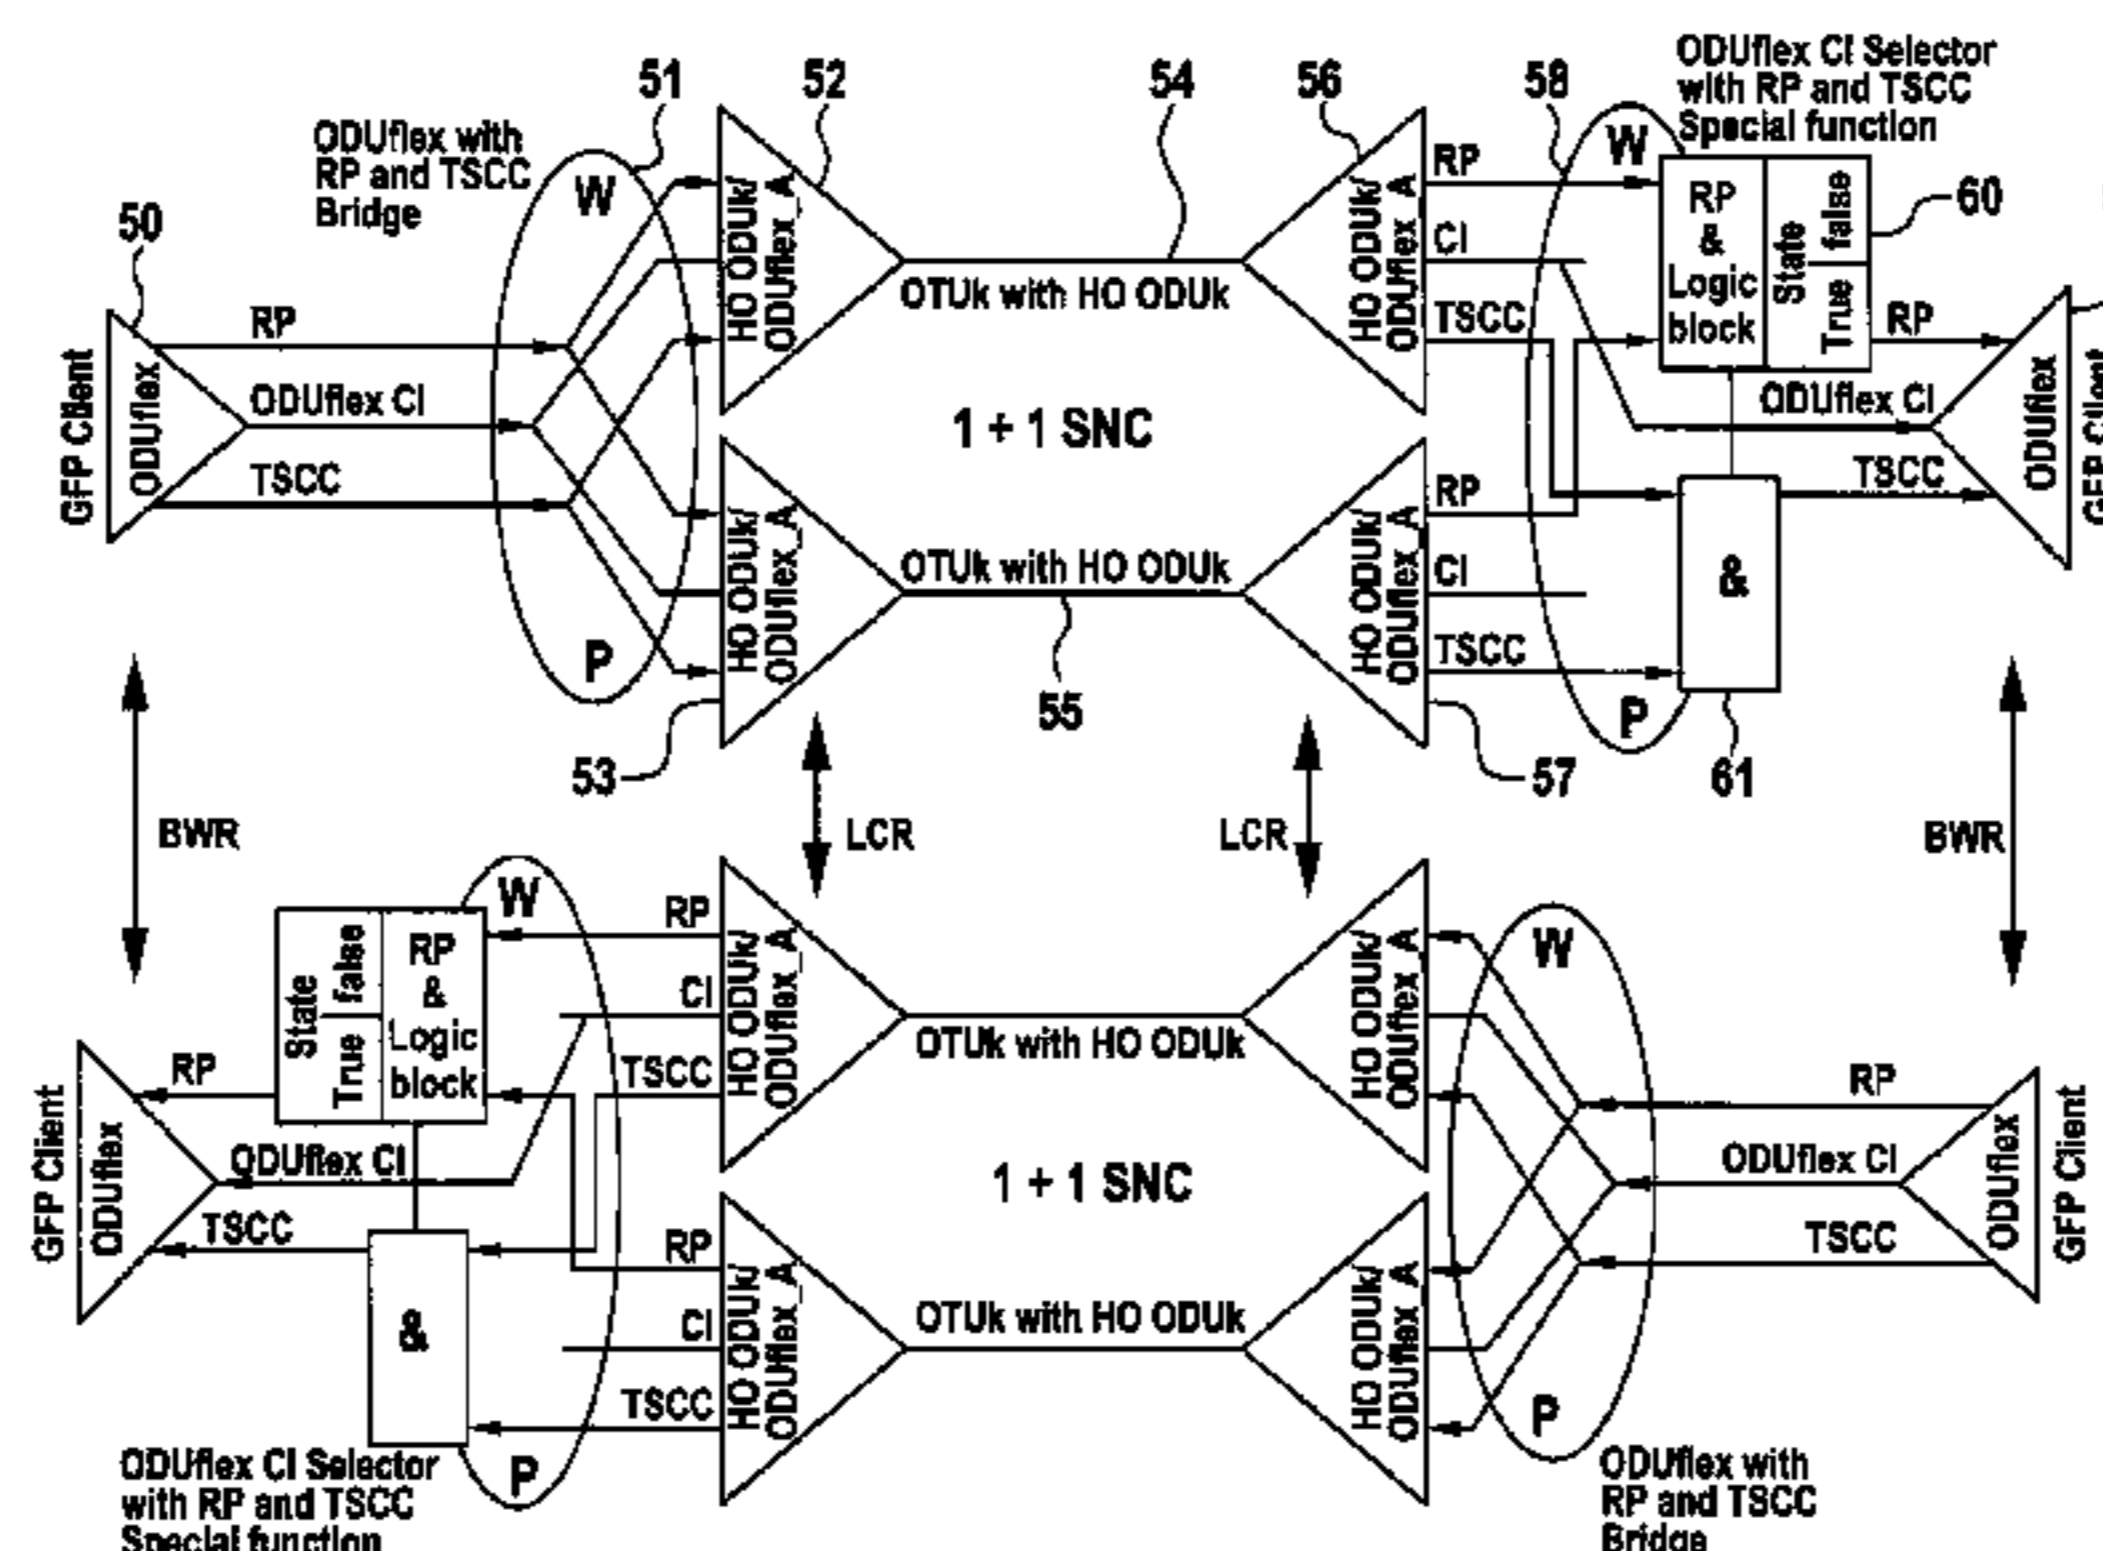 ODUflex CI Selector
with RP and TSCC
Special function
51
52
54
56
58
60
50
ODUflex with
RP and TSCC
Bridge
W
W
RP
RP
&
Logic
block
State
false
True
HO ODUk/
ODUflex_A
HO ODUk/
ODUflex_A
CI
TSCC
OTUk with HO ODUk
RP
RP
GFP Client
ODUflex
ODUflex CI
TSCC
1 + 1 SNC
ODUflex CI
TSCC
ODUflex
GFP Client
HO ODUk/
ODUflex_A
HO ODUk/
ODUflex_A
RP
CI
TSCC
OTUk with HO ODUk
&
P
P
53
55
57
61
BWR
LCR
LCR
BWR
W
W
State
false
True
RP
&
Logic
block
RP
CI
TSCC
HO ODUk/
ODUflex_A
HO ODUk/
ODUflex_A
OTUk with HO ODUk
RP
RP
GFP Client
ODUflex
ODUflex CI
TSCC
1 + 1 SNC
ODUflex CI
TSCC
ODUflex
GFP Client
RP
CI
TSCC
HO ODUk/
ODUflex_A
HO ODUk/
ODUflex_A
OTUk with HO ODUk
&
P
P
ODUflex CI Selector
with RP and TSCC
Special function
ODUflex with
RP and TSCC
Bridge